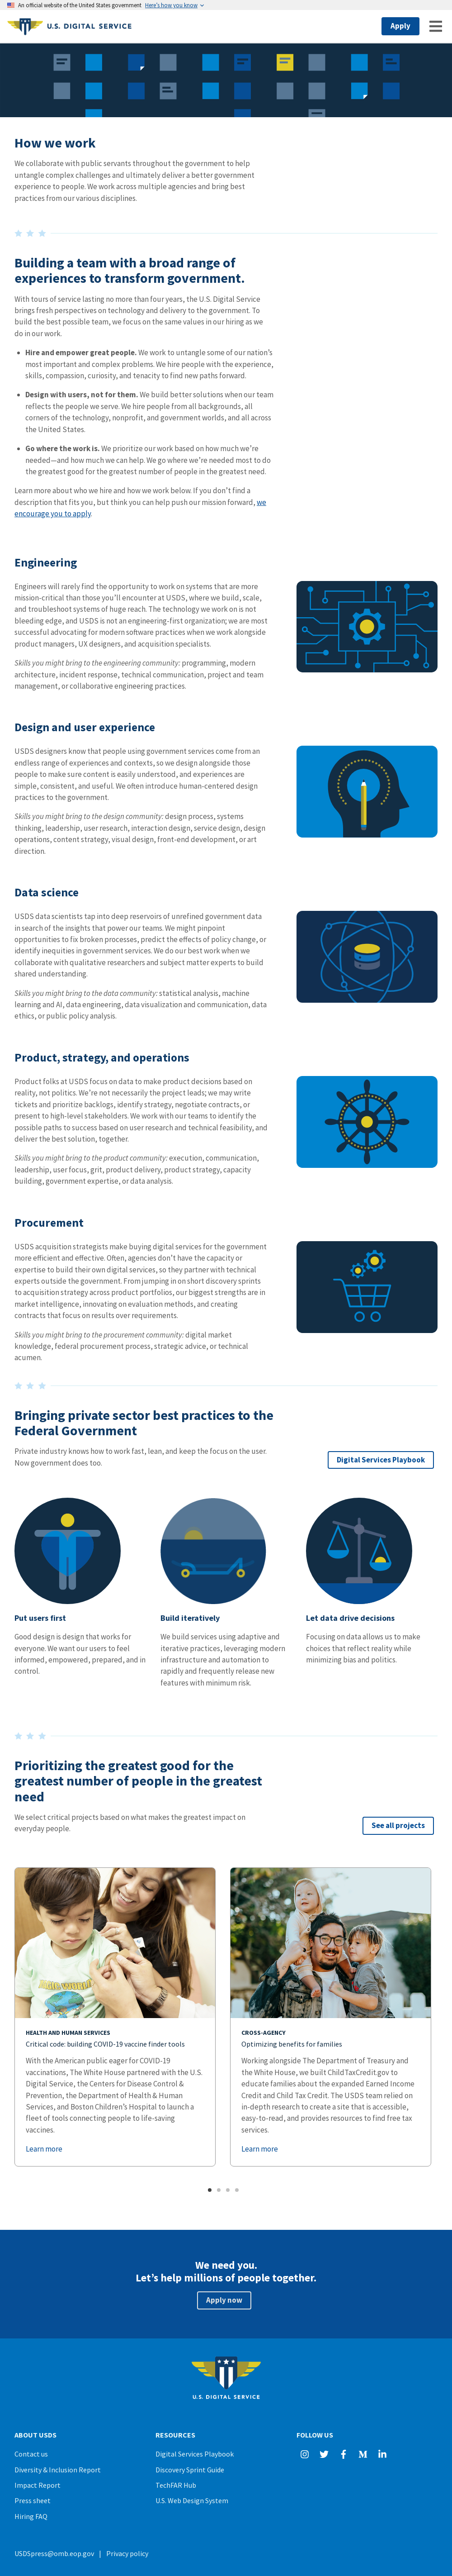 An official website of the United States government Here's how you know
U.S. DIGITAL SERVICE
Apply
How we work
We collaborate with public servants throughout the government to help
untangle complex challenges and ultimately deliver a better government
experience to people. We work across multiple agencies and bring best
practices from our various disciplines.
Building a team with a broad range of
experiences to transform government.
With tours of service lasting no more than four years, the U.S. Digital Service
brings fresh perspectives on technology and delivery to the government. To
build the best possible team, we focus on the same values in our hiring as we
do in our work.
• Hire and empower great people. We work to untangle some of our nation's
most important and complex problems. We hire people with the experience,
skills, compassion, curiosity, and tenacity to find new paths forward.
• Design with users, not for them. We build better solutions when our team
reflects the people we serve. We hire people from all backgrounds, all
corners of the technology, nonprofit, and government worlds, and all across
the United States.
• Go where the work is. We prioritize our work based on how much we're
needed—and how much we can help. We go where we're needed most to do
the greatest good for the greatest number of people in the greatest need.
Learn more about who we hire and how we work below. If you don't find a
description that fits you, but think you can help push our mission forward, we
encourage you to apply.
Engineering
Engineers will rarely find the opportunity to work on systems that are more
mission-critical than those you'll encounter at USDS, where we build, scale,
and troubleshoot systems of huge reach. The technology we work on is not
bleeding edge, and USDS is not an engineering-first organization; we are most
successful advocating for modern software practices when we work alongside
product managers, UX designers, and acquisition specialists.
Skills you might bring to the engineering community: programming, modern
architecture, incident response, technical communication, project and team
management, or collaborative engineering practices.
Design and user experience
USDS designers know that people using government services come from an
endless range of experiences and contexts, so we design alongside those
people to make sure content is easily understood, and experiences are
simple, consistent, and useful. We often introduce human-centered design
practices to the government.
Skills you might bring to the design community: design process, systems
thinking, leadership, user research, interaction design, service design, design
operations, content strategy, visual design, front-end development, or art
direction.
Data science
USDS data scientists tap into deep reservoirs of unrefined government data
in search of the insights that power our teams. We might pinpoint
opportunities to fix broken processes, predict the effects of policy change, or
identify inequities in government services. We do our best work when we
collaborate with qualitative researchers and subject matter experts to build
shared understanding.
Skills you might bring to the data community: statistical analysis, machine
learning and AI, data engineering, data visualization and communication, data
ethics, or public policy analysis.
Product, strategy, and operations
Product folks at USDS focus on data to make product decisions based on
reality, not politics. We're not necessarily the project leads; we may write
tickets and prioritize backlogs, identify strategy, negotiate contracts, or
present to high-level stakeholders. We work with our teams to identify the
possible paths to success based on user research and technical feasibility, and
deliver the best solution, together.
Skills you might bring to the product community: execution, communication,
leadership, user focus, grit, product delivery, product strategy, capacity
building, government expertise, or data analysis.
Procurement
USDS acquisition strategists make buying digital services for the government
more efficient and effective. Often, agencies don't have the capacity or
expertise to build their own digital services, so they partner with technical
experts outside the government. From jumping in on short discovery sprints
to acquisition strategy across product portfolios, our biggest strengths are in
market intelligence, innovating on evaluation methods, and creating
contracts that focus on results over requirements.
Skills you might bring to the procurement community: digital market
knowledge, federal procurement process, strategic advice, or technical
acumen.
Bringing private sector best practices to the
Federal Government
Private industry knows how to work fast, lean, and keep the focus on the user.
Now government does too.
Digital Services Playbook
Put users first
Good design is design that works for
everyone. We want our users to feel
informed, empowered, prepared, and in
control.
Build iteratively
We build services using adaptive and
iterative practices, leveraging modern
infrastructure and automation to
rapidly and frequently release new
features with minimum risk.
Let data drive decisions
Focusing on data allows us to make
choices that reflect reality while
minimizing bias and politics.
Prioritizing the greatest good for the
greatest number of people in the greatest
need
We select critical projects based on what makes the greatest impact on
everyday people.
See all projects
HEALTH AND HUMAN SERVICES
Critical code: building COVID-19 vaccine finder tools
With the American public eager for COVID-19
vaccinations, The White House partnered with the U.S.
Digital Service, the Centers for Disease Control &
Prevention, the Department of Health & Human
Services, and Boston Children's Hospital to launch a
fleet of tools connecting people to life-saving
vaccines.
Learn more
CROSS-AGENCY
Optimizing benefits for families
Working alongside The Department of Treasury and
the White House, we built ChildTaxCredit.gov to
educate families about the expanded Earned Income
Credit and Child Tax Credit. The USDS team relied on
in-depth research to create a site that is accessible,
easy-to-read, and provides resources to find free tax
services.
Learn more
We need you.
Let's help millions of people together.
Apply now
U.S. DIGITAL SERVICE
ABOUT USDS
Contact us
Diversity & Inclusion Report
Impact Report
Press sheet
Hiring FAQ
RESOURCES
Digital Services Playbook
Discovery Sprint Guide
TechFAR Hub
U.S. Web Design System
FOLLOW US
USDSpress@omb.eop.gov | Privacy policy